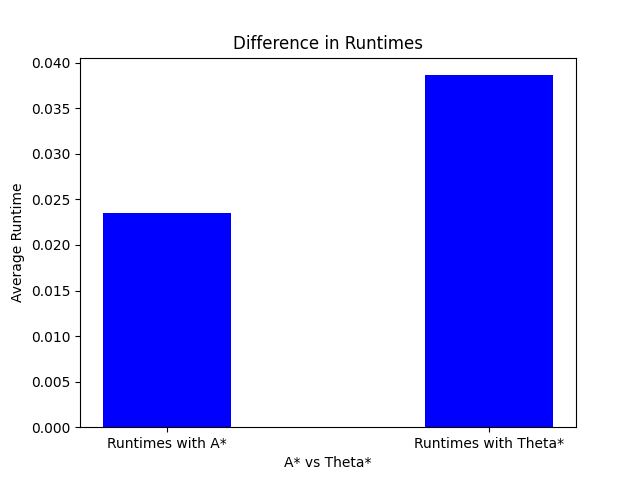 Difference in Runtimes
0.040
0.035
0.030
0.025
0.020
0.015
0.010
0.005
0.000
Average Runtime
Runtimes with A*
Runtimes with Theta*
A* vs Theta*